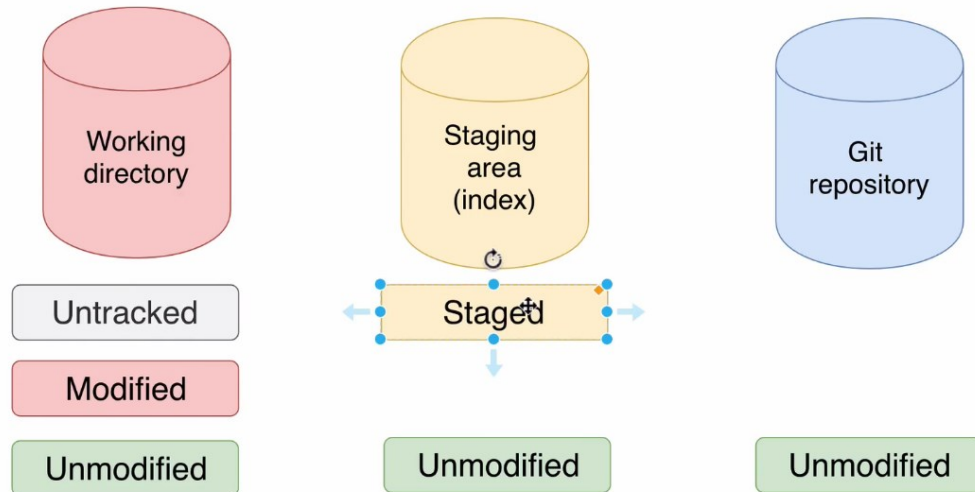 Working
directory
Staging
area
(index)
Git
repository
Untracked
Staged
Modified
Unmodified
Unmodified
Unmodified